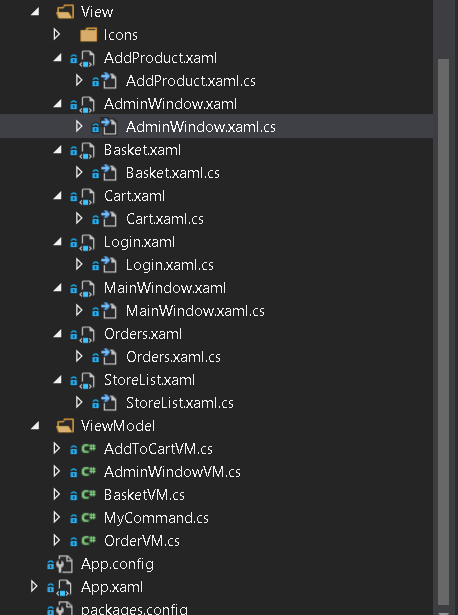 View
Icons
AddProduct.xaml
AddProduct.xaml.cs
AdminWindow.xaml
AdminWindow.xaml.cs
Basket.xaml
Basket.xaml.cs
Cart.xaml
Cart.xaml.cs
Login.xaml
Login.xaml.cs
MainWindow.xaml
MainWindow.xaml.cs
Orders.xaml
Orders.xaml.cs
StoreList.xaml
StoreList.xaml.cs
ViewModel
C# AddToCartVM.cs
C# AdminWindowVM.cs
C# BasketVM.cs
C# MyCommand.cs
C# OrderVM.cs
App.config
App.xaml
packages.config